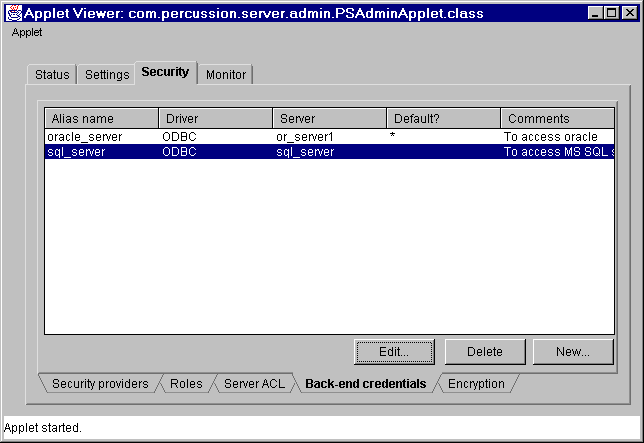 Applet Viewer: com.percussion.server.admin.PSAdminApplet.class
Applet
Status Settings Security Monitor
Alias name Driver Server Default? Comments
oracle_server ODBC or_server1 * To access oracle
sql_server ODBC sql_server To access MS SQL s
Edit... Delete New...
Security providers Roles Server ACL Back-end credentials Encryption
Applet started.